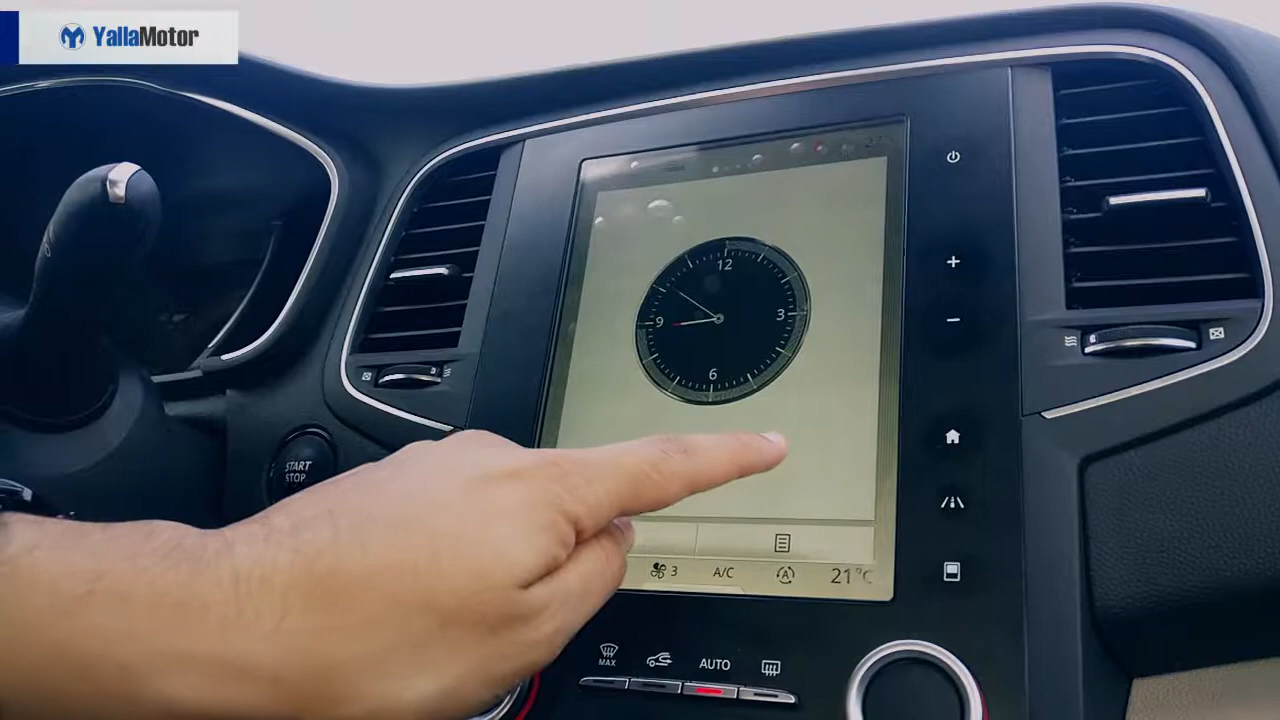 YallaMotor
12
3
9
6
START
STOP
3 A/C A 21°C
MAX AUTO